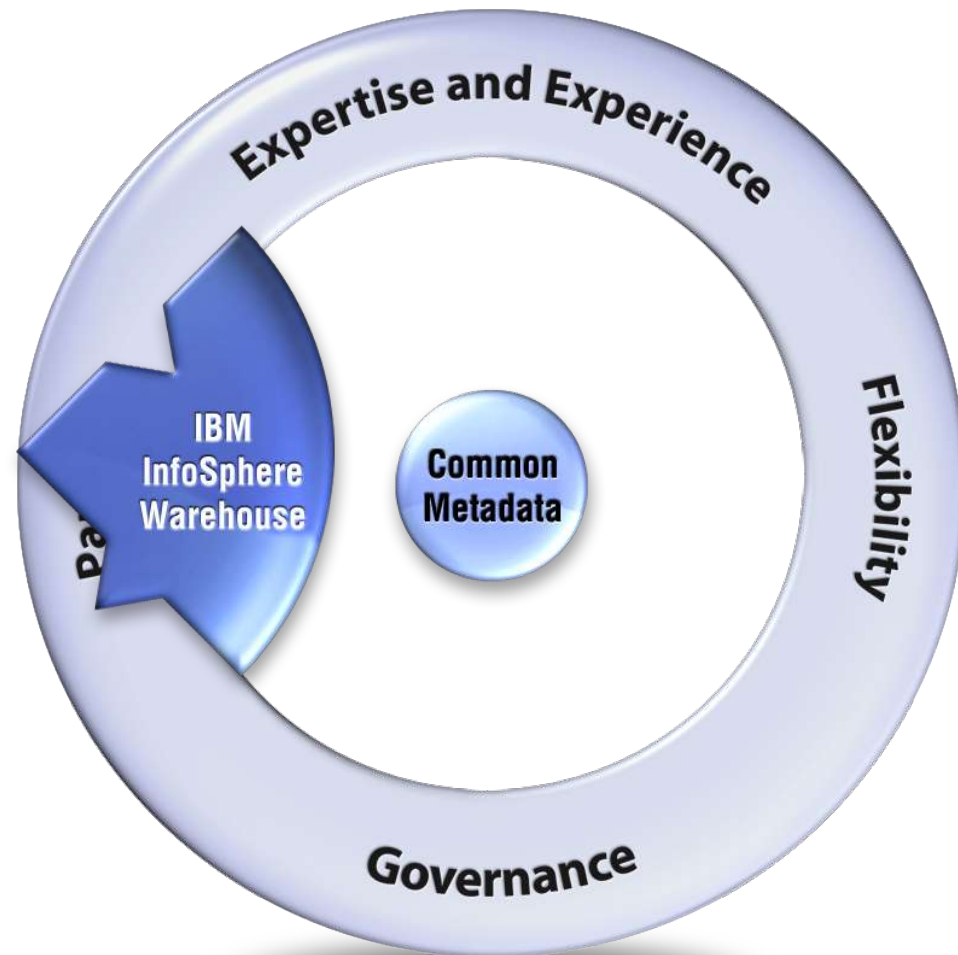 Expertise and Experience
Flexibility
IBM
InfoSphere
Warehouse
Common
Metadata
Governance